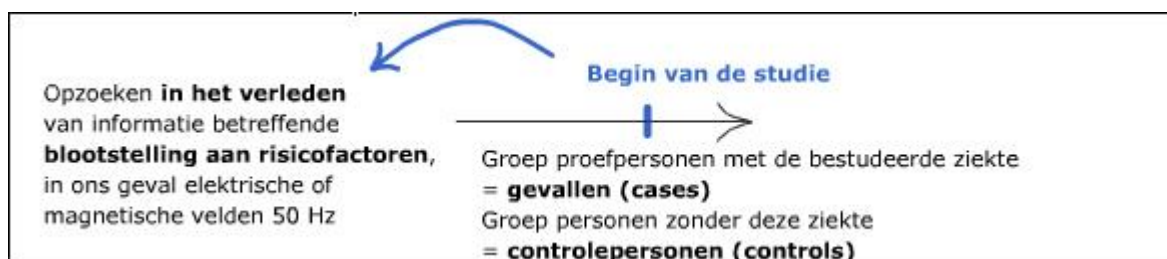 Opzoeken in het verleden
van informatie betreffende
blootstelling aan risicofactoren,
in ons geval elektrische of
magnetische velden 50 Hz
Begin van de studie
Groep proefpersonen met de bestudeerde ziekte
= gevallen (cases)
Groep personen zonder deze ziekte
= controlepersonen (controls)